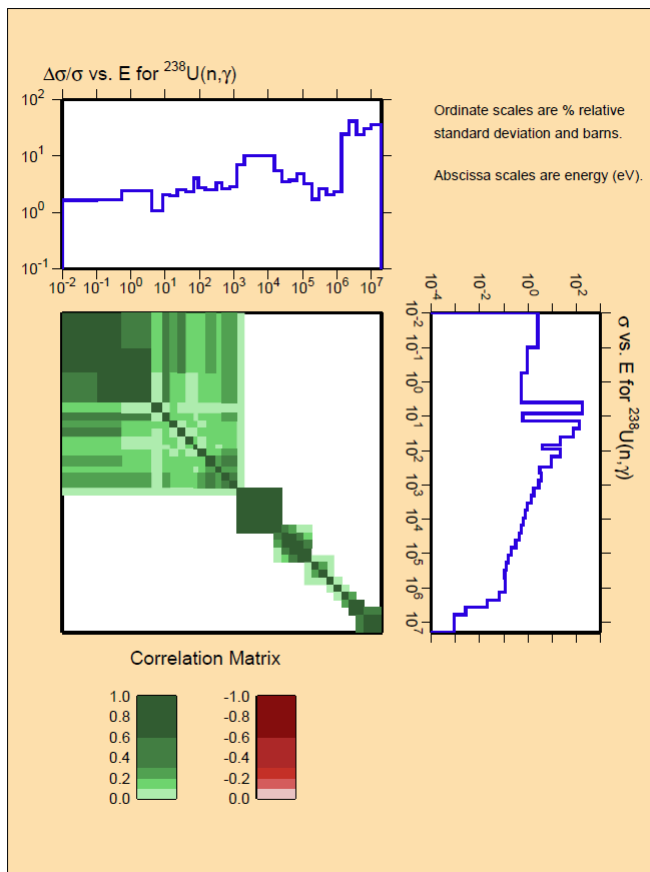 Δσ/σ vs. E for ²³⁸U(n,γ)
10²
10¹
10⁰
10⁻¹
10⁻² 10⁻¹ 10⁰ 10¹ 10² 10³ 10⁴ 10⁵ 10⁶ 10⁷
Ordinate scales are % relative
standard deviation and barns.
Abscissa scales are energy (eV).
10⁻⁴ 10⁻² 10⁰ 10²
σ vs. E for ²³⁸U(n,γ)
10⁻² 10⁻¹ 10⁰ 10¹ 10² 10³ 10⁴ 10⁵ 10⁶ 10⁷
Correlation Matrix
1.0
0.8
0.6
0.4
0.2
0.0
-1.0
-0.8
-0.6
-0.4
-0.2
-0.0